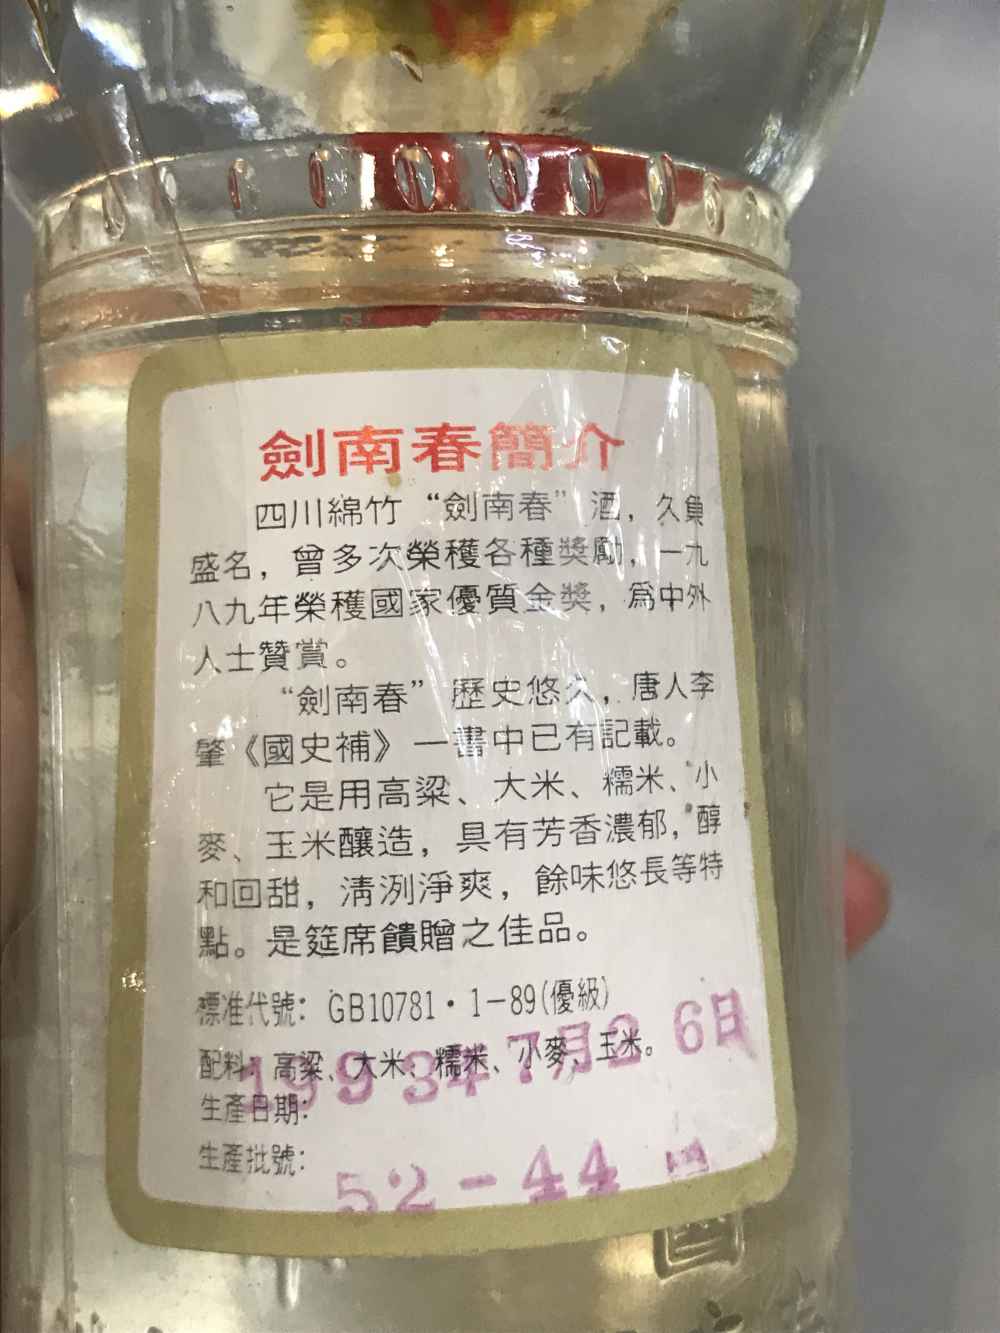 劍南春簡介
四川綿竹“劍南春”酒，久負
盛名，曾多次榮獲各種獎勵，一九
八九年榮獲國家優質金獎，爲中外
人士贊賞。
“劍南春”歷史悠久，唐人李
肇《國史補》一書中已有記載。
它是用高粱、大米、糯米、小
麥、玉米釀造，具有芳香濃郁，醇
和回甜，清洌淨爽，餘味悠長等特
點。是筵席饋贈之佳品。
標准代號：GB10781·1-89(優級)
配料：高粱、大米、糯米、小麥、玉米。
1993年7月26日
生產日期：
生產批號：
52-44